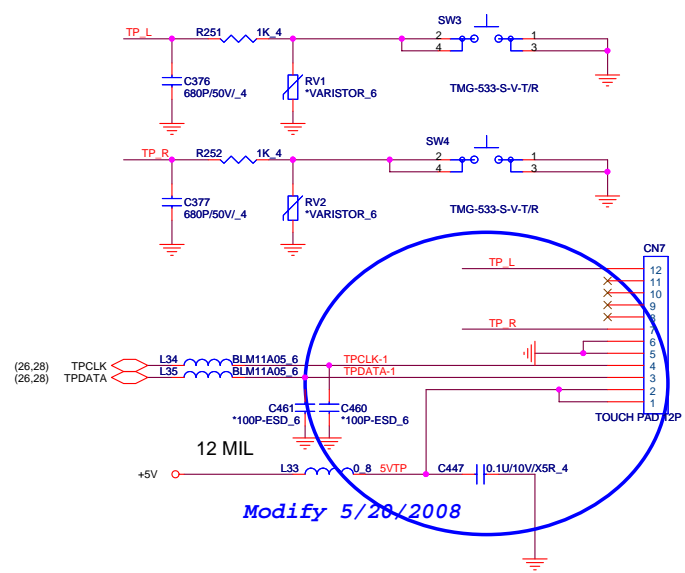 SW3
TP_L R251 1K_4 2 1
4 3
C376 RV1
680P/50V/_4 *VARISTOR_6 TMG-533-S-V-T/R
SW4
TP_R R252 1K_4 2 1
4 3
C377 RV2
680P/50V/_4 *VARISTOR_6 TMG-533-S-V-T/R
CN7
TP_L 12
11
10
9
8
TP_R 7
6
5
(26,28) TPCLK L34 BLM11A05_6 TPCLK-1 4
(26,28) TPDATA L35 BLM11A05_6 TPDATA-1 3
2
1
C461 C460
*100P-ESD_6 *100P-ESD_6
TOUCH PAD 12P
12 MIL
+5V L33 0_8 5VTP C447 0.1U/10V/X5R_4
Modify 5/20/2008